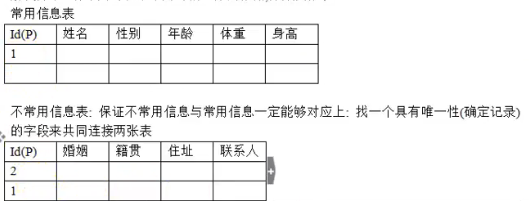 常用信息表
Id(P) 姓名 性别 年龄 体重 身高
1
不常用信息表: 保证不常用信息与常用信息一定能够对应上: 找一个具有唯一性(确定记录)
的字段来共同连接两张表
Id(P) 婚姻 籍贯 住址 联系人
2
1